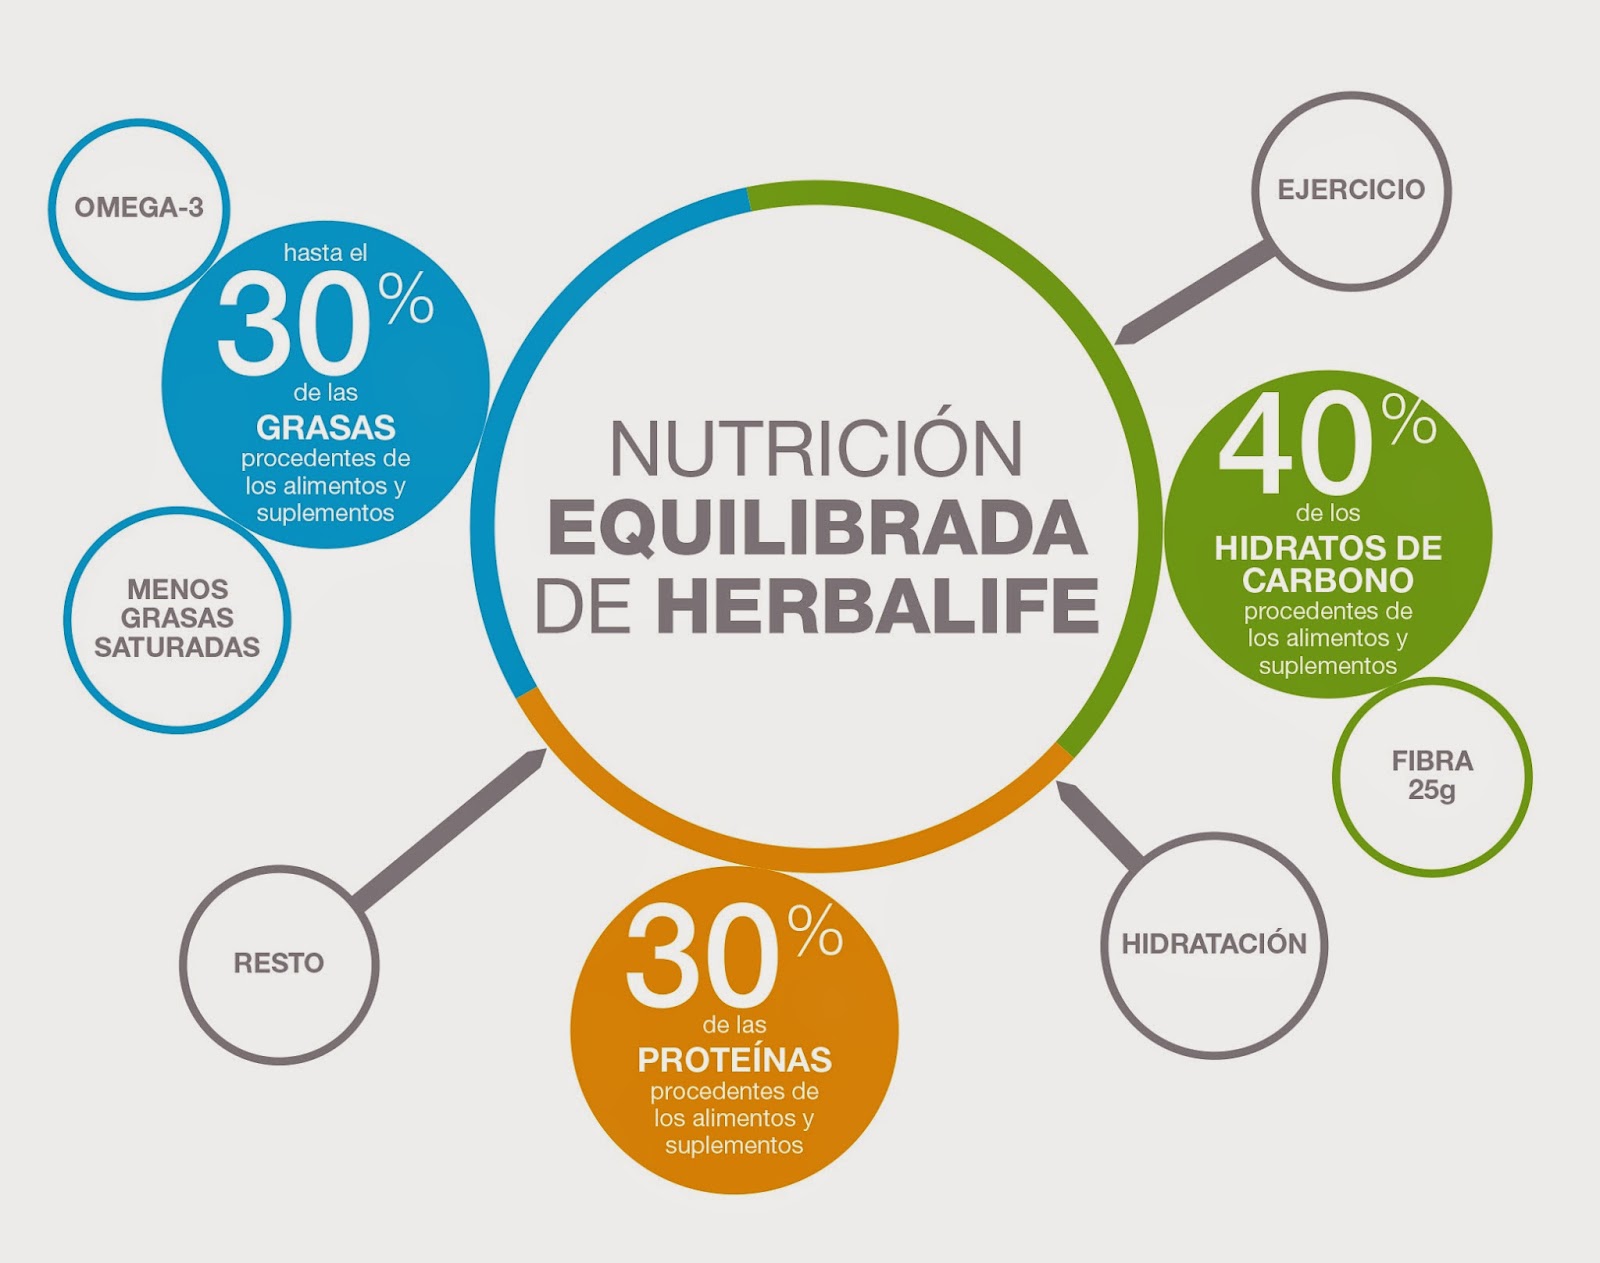 NUTRICIÓN
EQUILIBRADA
DE HERBALIFE
OMEGA-3
hasta el
30%
de las
GRASAS
procedentes de
los alimentos y
suplementos
MENOS
GRASAS
SATURADAS
EJERCICIO
40%
de los
HIDRATOS DE
CARBONO
procedentes de
los alimentos y
suplementos
FIBRA
25g
HIDRATACIÓN
30%
de las
PROTEÍNAS
procedentes de
los alimentos y
suplementos
RESTO